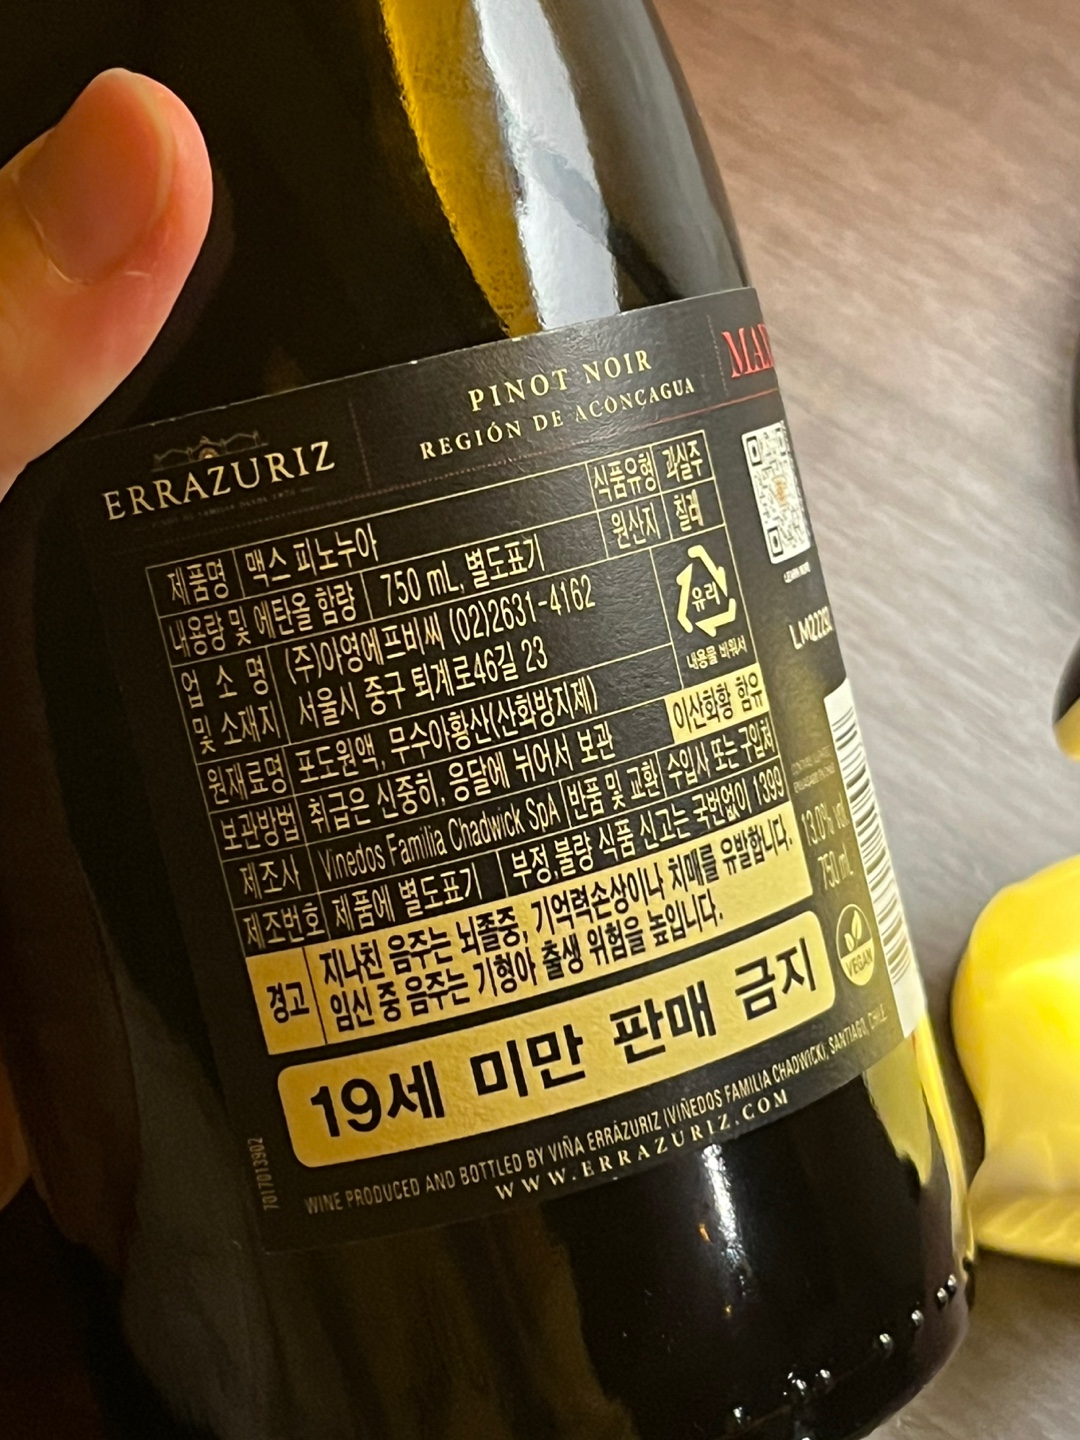 ERRAZURIZ
PINOT NOIR
REGIÓN DE ACONCAGUA
제품명 맥스 피노누아 식품유형 과실주
내용량 및 에탄올 함량 750 mL, 별도표기 원산지 칠레
업 소 명 (주)아영에프비씨 (02)2631-4162
및 소재지 서울시 중구 퇴계로46길 23
유리
내용물 비워서
원재료명 포도원액, 무수아황산(산화방지제) 이산화황 함유
보관방법 취급은 신중히, 응달에 뉘어서 보관
제조사 Vinedos Familia Chadwick SpA 반품 및 교환 수입사 또는 구입처
제조번호 제품에 별도표기 부정,불량 식품 신고는 국번없이 1399
경고 지나친 음주는 뇌졸중, 기억력손상이나 치매를 유발합니다.
임신 중 음주는 기형아 출생 위험을 높입니다.
19세 미만 판매 금지
WINE PRODUCED AND BOTTLED BY VIÑA ERRÁZURIZ (VIÑEDOS FAMILIA CHADWICK), SANTIAGO, CHILE
WWW.ERRAZURIZ.COM
7017013902
LEARN MORE
13.0% vol
750 ml
VEGAN